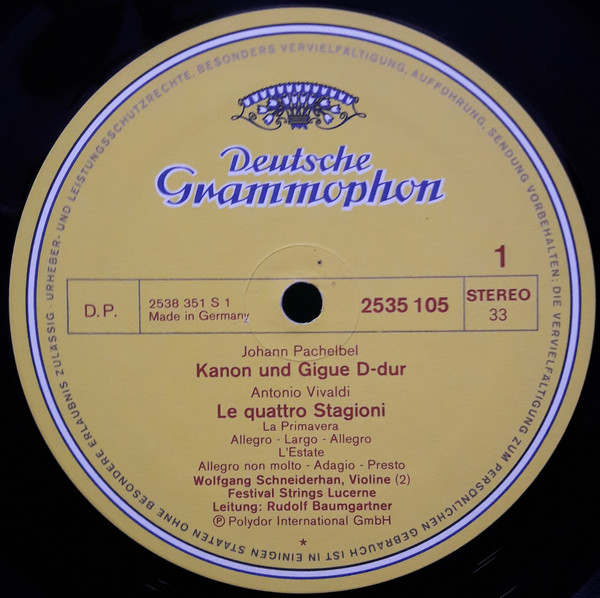 URHEBER- UND LEISTUNGSSCHUTZRECHTE, BESONDERS VERVIELFÄLTIGUNG, AUFFÜHRUNG, SENDUNG VORBEHALTEN; DIE VERVIELFÄLTIGUNG ZUM PERSÖNLICHEN GEBRAUCH IST IN EINIGEN STAATEN OHNE BESONDERE ERLAUBNIS ZULÄSSIG ·
Deutsche
Grammophon
1
D.P.
2538 351 S 1
Made in Germany
2535 105
STEREO
33
Johann Pachelbel
Kanon und Gigue D-dur
Antonio Vivaldi
Le quattro Stagioni
La Primavera
Allegro - Largo - Allegro
L'Estate
Allegro non molto - Adagio - Presto
Wolfgang Schneiderhan, Violine (2)
Festival Strings Lucerne
Leitung: Rudolf Baumgartner
Ⓟ Polydor International GmbH
*